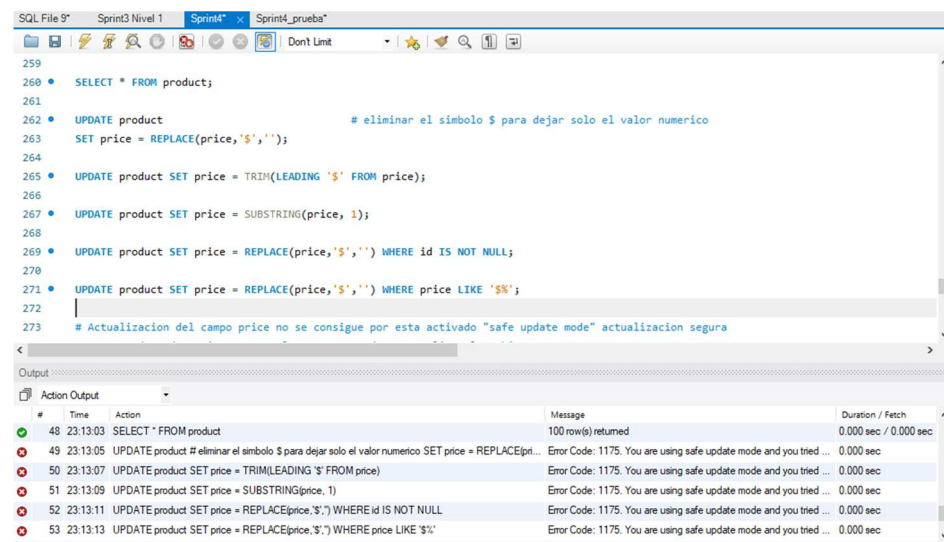 SQL File 9* Sprint3 Nivel 1 Sprint4* × Sprint4_prueba*
Don't Limit
259
260 SELECT * FROM product;
261
262 UPDATE product # eliminar el simbolo $ para dejar solo el valor numerico
263 SET price = REPLACE(price,'$','');
264
265 UPDATE product SET price = TRIM(LEADING '$' FROM price);
266
267 UPDATE product SET price = SUBSTRING(price, 1);
268
269 UPDATE product SET price = REPLACE(price,'$','') WHERE id IS NOT NULL;
270
271 UPDATE product SET price = REPLACE(price,'$','') WHERE price LIKE '$%';
272
273 # Actualizacion del campo price no se consigue por esta activado "safe update mode" actualizacion segura
Output
Action Output
# Time Action Message Duration / Fetch
48 23:13:03 SELECT * FROM product 100 row(s) returned 0.000 sec / 0.000 sec
49 23:13:05 UPDATE product # eliminar el simbolo $ para dejar solo el valor numerico SET price = REPLACE(pri... Error Code: 1175. You are using safe update mode and you tried ... 0.000 sec
50 23:13:07 UPDATE product SET price = TRIM(LEADING '$' FROM price) Error Code: 1175. You are using safe update mode and you tried ... 0.000 sec
51 23:13:09 UPDATE product SET price = SUBSTRING(price, 1) Error Code: 1175. You are using safe update mode and you tried ... 0.000 sec
52 23:13:11 UPDATE product SET price = REPLACE(price,'$','') WHERE id IS NOT NULL Error Code: 1175. You are using safe update mode and you tried ... 0.000 sec
53 23:13:13 UPDATE product SET price = REPLACE(price,'$','') WHERE price LIKE '$%' Error Code: 1175. You are using safe update mode and you tried ... 0.000 sec